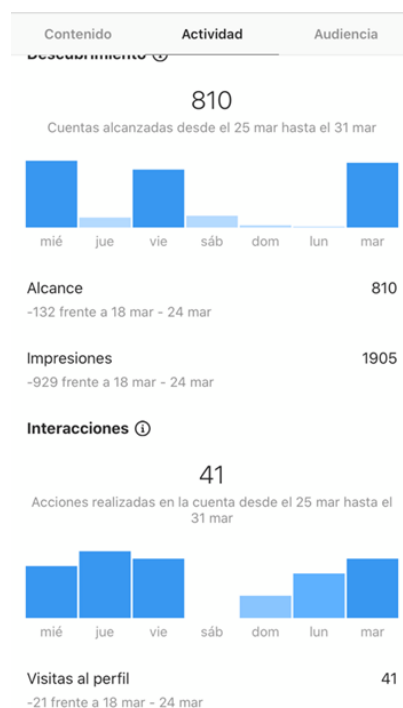 Contenido Actividad Audiencia
Descubrimiento
810
Cuentas alcanzadas desde el 25 mar hasta el 31 mar
mié jue vie sáb dom lun mar
Alcance 810
-132 frente a 18 mar - 24 mar
Impresiones 1905
-929 frente a 18 mar - 24 mar
Interacciones
41
Acciones realizadas en la cuenta desde el 25 mar hasta el
31 mar
mié jue vie sáb dom lun mar
Visitas al perfil 41
-21 frente a 18 mar - 24 mar